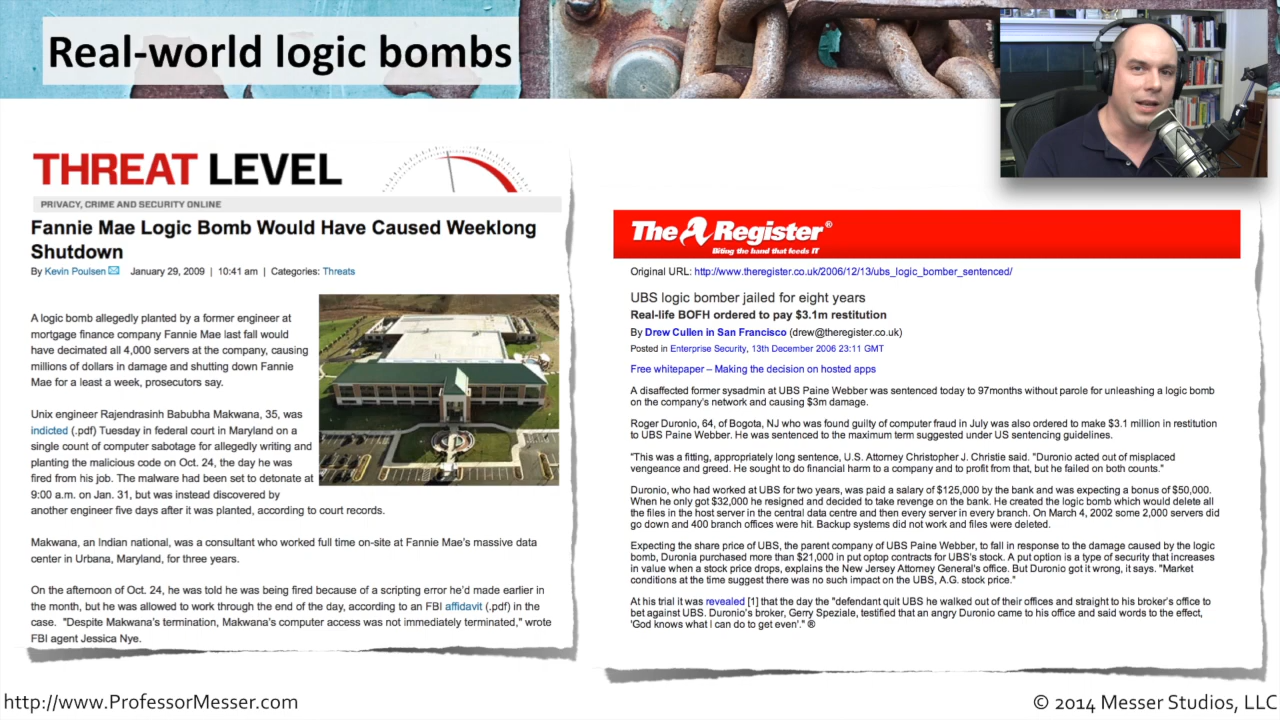 Real-world logic bombs
THREAT LEVEL
PRIVACY, CRIME AND SECURITY ONLINE
Fannie Mae Logic Bomb Would Have Caused Weeklong
Shutdown
By Kevin Poulsen January 29, 2009 | 10:41 am | Categories: Threats
A logic bomb allegedly planted by a former engineer at
mortgage finance company Fannie Mae last fall would
have decimated all 4,000 servers at the company, causing
millions of dollars in damage and shutting down Fannie
Mae for a least a week, prosecutors say.
Unix engineer Rajendrasinh Babubha Makwana, 35, was
indicted (.pdf) Tuesday in federal court in Maryland on a
single count of computer sabotage for allegedly writing and
planting the malicious code on Oct. 24, the day he was
fired from his job. The malware had been set to detonate at
9:00 a.m. on Jan. 31, but was instead discovered by
another engineer five days after it was planted, according to court records.
Makwana, an Indian national, was a consultant who worked full time on-site at Fannie Mae's massive data
center in Urbana, Maryland, for three years.
On the afternoon of Oct. 24, he was told he was being fired because of a scripting error he'd made earlier in
the month, but he was allowed to work through the end of the day, according to an FBI affidavit (.pdf) in the
case. "Despite Makwana's termination, Makwana's computer access was not immediately terminated," wrote
FBI agent Jessica Nye.
The Register®
Biting the hand that feeds IT
Original URL: http://www.theregister.co.uk/2006/12/13/ubs_logic_bomber_sentenced/
UBS logic bomber jailed for eight years
Real-life BOFH ordered to pay $3.1m restitution
By Drew Cullen in San Francisco (drew@theregister.co.uk)
Posted in Enterprise Security, 13th December 2006 23:11 GMT
Free whitepaper – Making the decision on hosted apps
A disaffected former sysadmin at UBS Paine Webber was sentenced today to 97months without parole for unleashing a logic bomb
on the company's network and causing $3m damage.
Roger Duronio, 64, of Bogota, NJ who was found guilty of computer fraud in July was also ordered to make $3.1 million in restitution
to UBS Paine Webber. He was sentenced to the maximum term suggested under US sentencing guidelines.
"This was a fitting, appropriately long sentence, U.S. Attorney Christopher J. Christie said. "Duronio acted out of misplaced
vengeance and greed. He sought to do financial harm to a company and to profit from that, but he failed on both counts."
Duronio, who had worked at UBS for two years, was paid a salary of $125,000 by the bank and was expecting a bonus of $50,000.
When he only got $32,000 he resigned and decided to take revenge on the bank. He created the logic bomb which would delete all
the files in the host server in the central data centre and then every server in every branch. On March 4, 2002 some 2,000 servers did
go down and 400 branch offices were hit. Backup systems did not work and files were deleted.
Expecting the share price of UBS, the parent company of UBS Paine Webber, to fall in response to the damage caused by the logic
bomb, Duronia purchased more than $21,000 in put optop contracts for UBS's stock. A put option is a type of security that increases
in value when a stock price drops, explains the New Jersey Attorney General's office. But Duronio got it wrong, it says. "Market
conditions at the time suggest there was no such impact on the UBS, A.G. stock price."
At his trial it was revealed [1] that the day the "defendant quit UBS he walked out of their offices and straight to his broker's office to
bet against UBS. Duronio's broker, Gerry Speziale, testified that an angry Duronio came to his office and said words to the effect,
'God knows what I can do to get even'." ®
http://www.ProfessorMesser.com
© 2014 Messer Studios, LLC